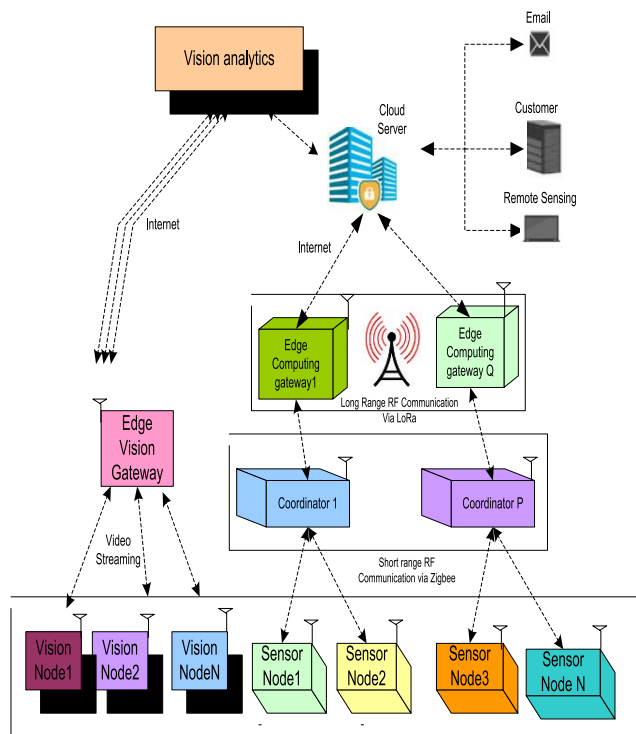 Vision analytics
Cloud
Server
Email
Customer
Remote Sensing
Internet
Internet
Edge
Computing
gateway1
Edge
Computing
gateway Q
Long Range RF Communication
Via LoRa
Edge
Vision
Gateway
Coordinator 1
Coordinator P
Video
Streaming
Short range RF
Communication via Zigbee
Vision
Node1
Vision
Node2
Vision
NodeN
Sensor
Node1
Sensor
Node2
Sensor
Node3
Sensor
Node N